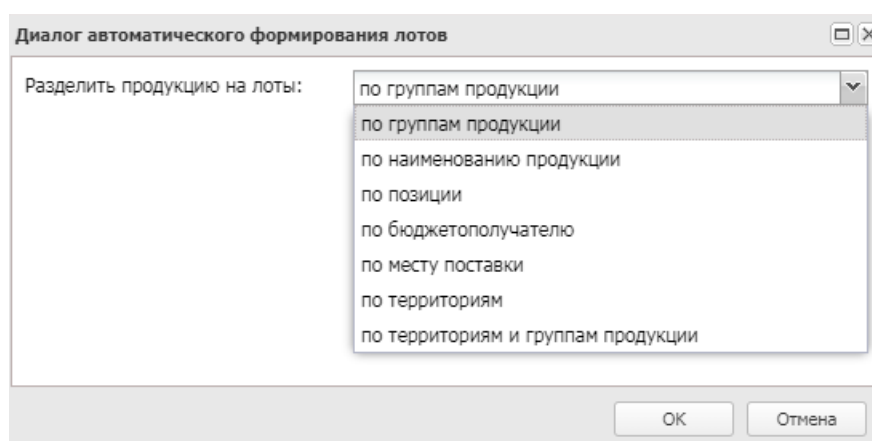 Диалог автоматического формирования лотов
Разделить продукцию на лоты: по группам продукции
по группам продукции
по наименованию продукции
по позиции
по бюджетополучателю
по месту поставки
по территориям
по территориям и группам продукции
OK Отмена